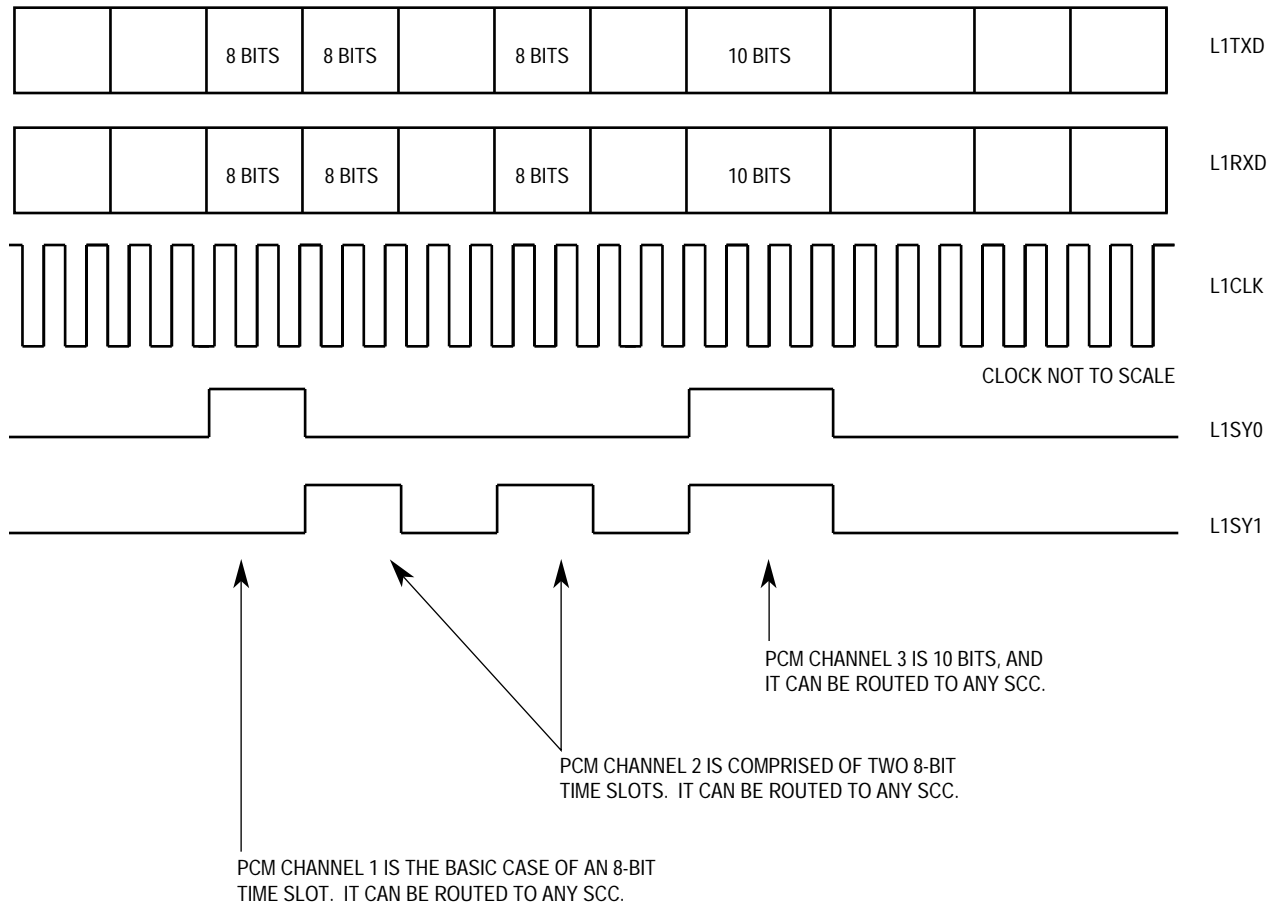 8 BITS 8 BITS 8 BITS 10 BITS L1TXD
8 BITS 8 BITS 8 BITS 10 BITS L1RXD
L1CLK
CLOCK NOT TO SCALE
L1SY0
L1SY1
PCM CHANNEL 3 IS 10 BITS, AND
IT CAN BE ROUTED TO ANY SCC.
PCM CHANNEL 2 IS COMPRISED OF TWO 8-BIT
TIME SLOTS. IT CAN BE ROUTED TO ANY SCC.
PCM CHANNEL 1 IS THE BASIC CASE OF AN 8-BIT
TIME SLOT. IT CAN BE ROUTED TO ANY SCC.